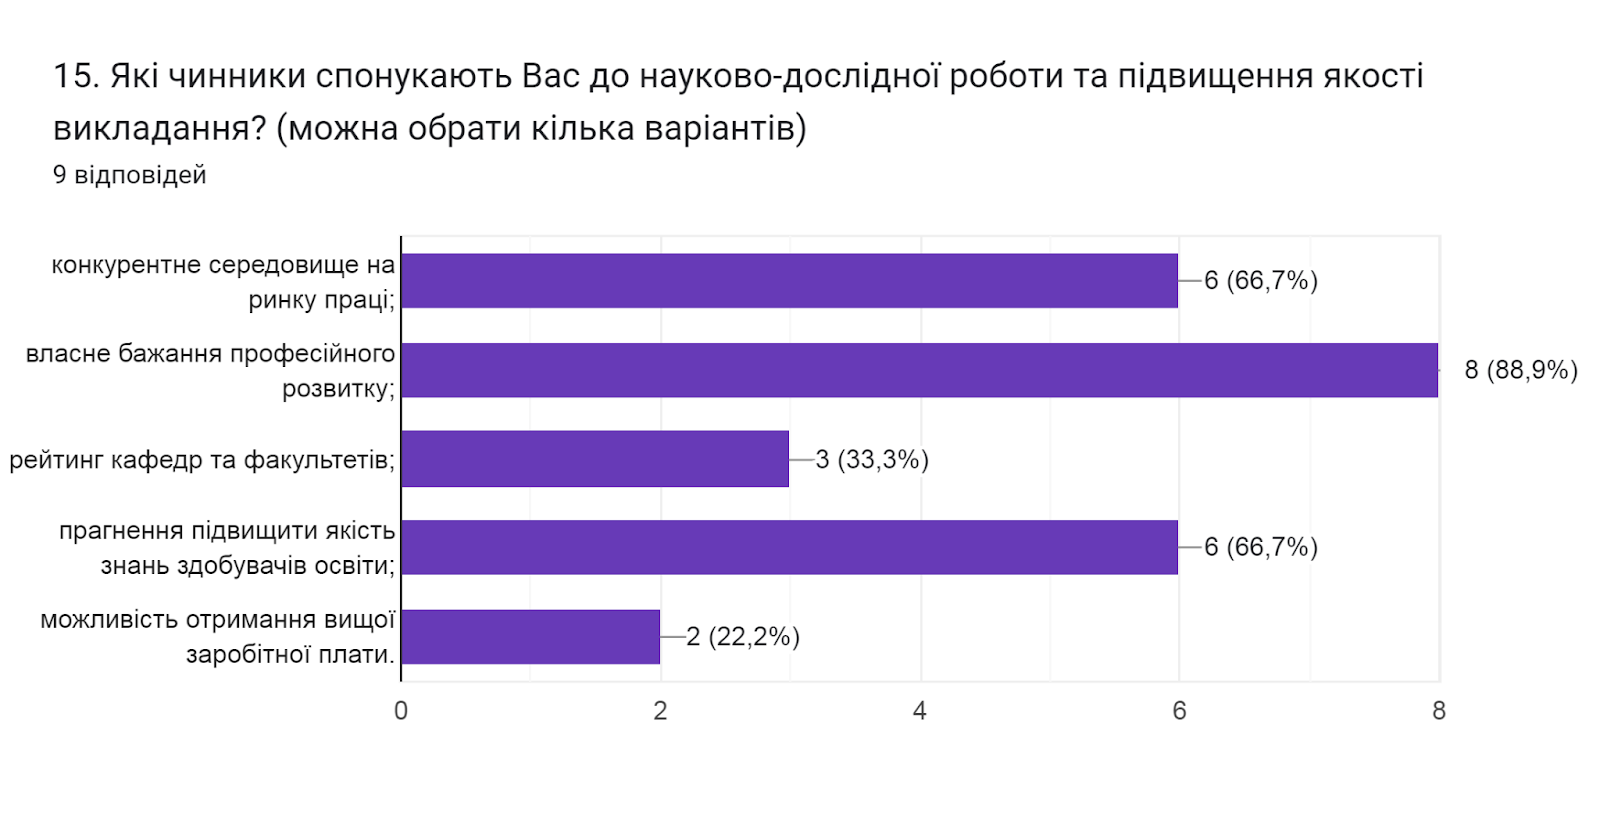 15. Які чинники спонукають Вас до науково-дослідної роботи та підвищення якості
викладання? (можна обрати кілька варіантів)
9 відповідей
конкурентне середовище на
ринку праці;
6 (66,7%)
власне бажання професійного
розвитку;
8 (88,9%)
рейтинг кафедр та факультетів;
3 (33,3%)
прагнення підвищити якість
знань здобувачів освіти;
6 (66,7%)
можливість отримання вищої
заробітної плати.
2 (22,2%)
0 2 4 6 8